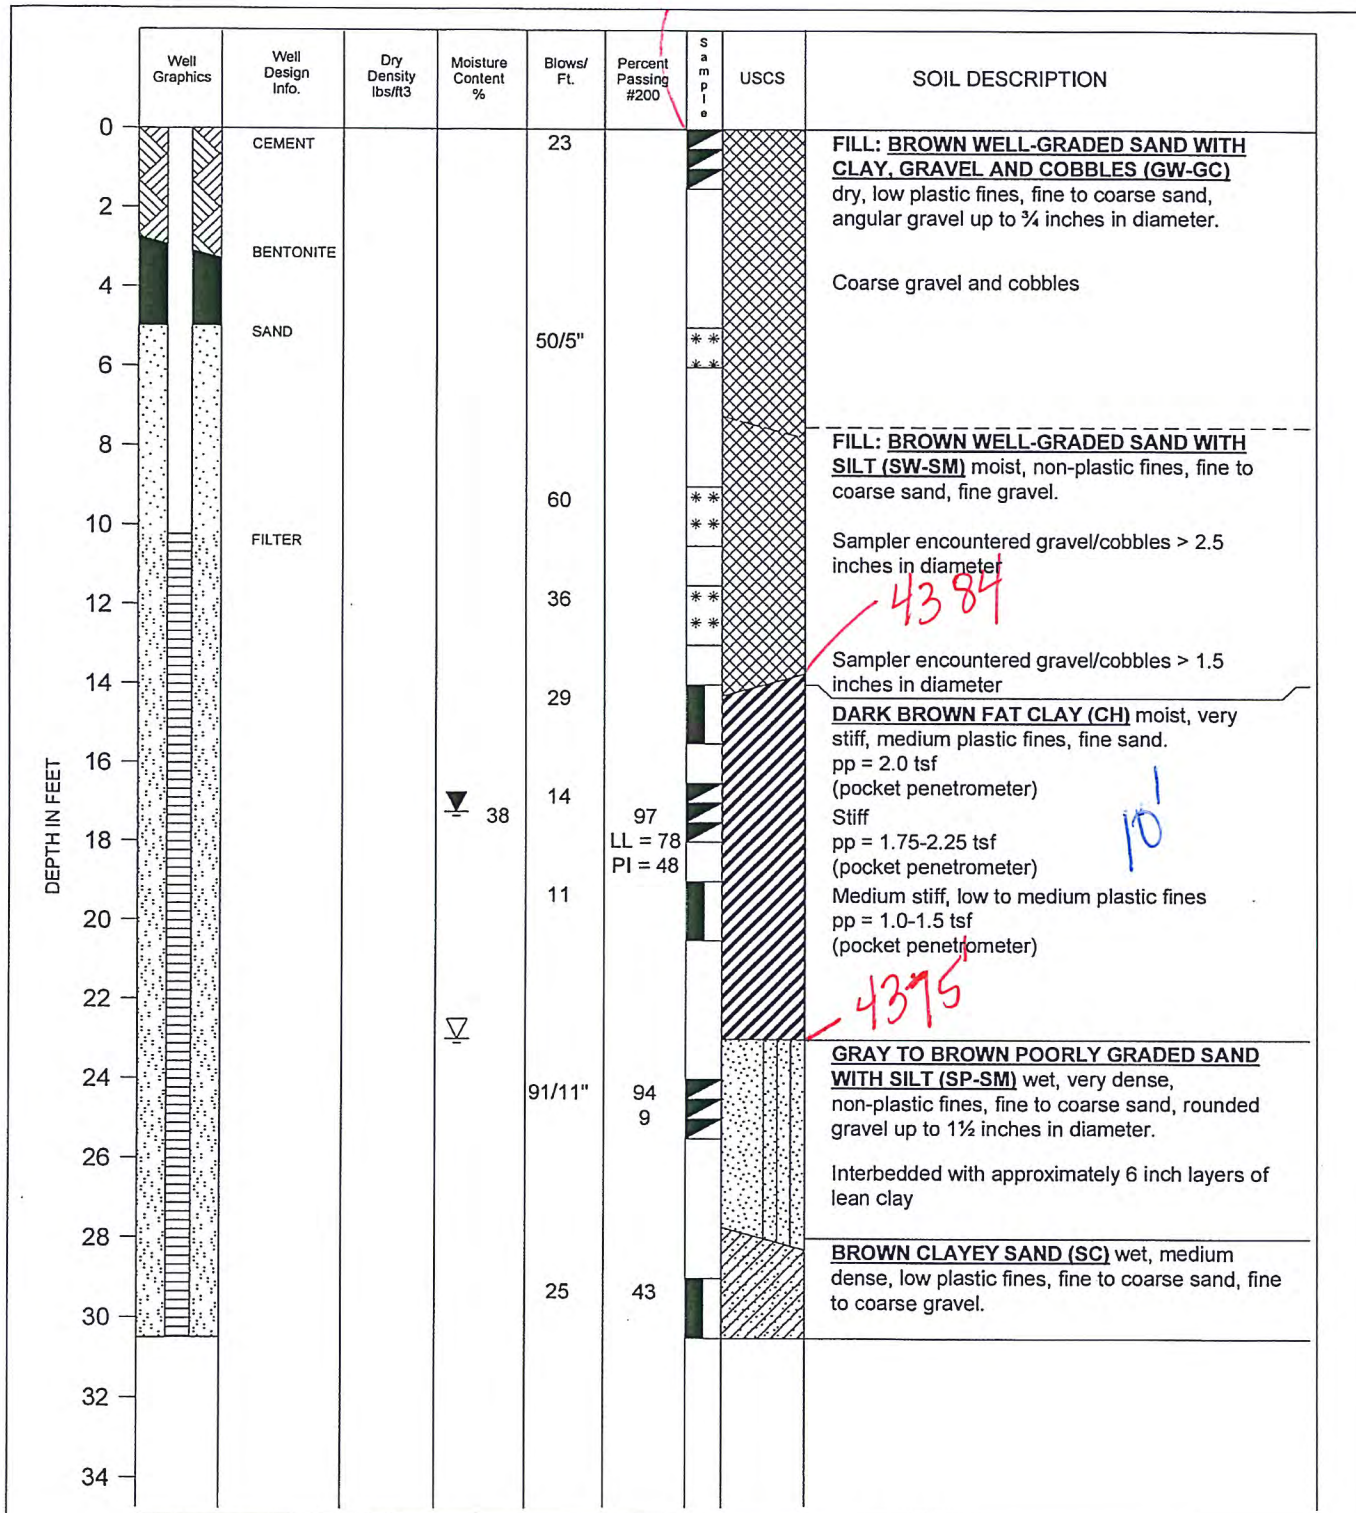 Well Graphics
Well Design Info.
Dry Density lbs/ft3
Moisture Content %
Blows/ Ft.
Percent Passing #200
Sample
USCS
SOIL DESCRIPTION
DEPTH IN FEET
0
2
4
6
8
10
12
14
16
18
20
22
24
26
28
30
32
34
CEMENT
BENTONITE
SAND
FILTER
38
23
50/5"
60
36
29
14
11
91/11"
25
97
LL = 78
PI = 48
94
9
43
** 
**
**
**
**
**
FILL: BROWN WELL-GRADED SAND WITH
CLAY, GRAVEL AND COBBLES (GW-GC)
dry, low plastic fines, fine to coarse sand,
angular gravel up to ¾ inches in diameter.
Coarse gravel and cobbles
FILL: BROWN WELL-GRADED SAND WITH
SILT (SW-SM) moist, non-plastic fines, fine to
coarse sand, fine gravel.
Sampler encountered gravel/cobbles > 2.5
inches in diameter
4384
Sampler encountered gravel/cobbles > 1.5
inches in diameter
DARK BROWN FAT CLAY (CH) moist, very
stiff, medium plastic fines, fine sand.
pp = 2.0 tsf
(pocket penetrometer)
Stiff
pp = 1.75-2.25 tsf
(pocket penetrometer)
10'
Medium stiff, low to medium plastic fines
pp = 1.0-1.5 tsf
(pocket penetrometer)
4375'
GRAY TO BROWN POORLY GRADED SAND
WITH SILT (SP-SM) wet, very dense,
non-plastic fines, fine to coarse sand, rounded
gravel up to 1½ inches in diameter.
Interbedded with approximately 6 inch layers of
lean clay
BROWN CLAYEY SAND (SC) wet, medium
dense, low plastic fines, fine to coarse sand, fine
to coarse gravel.